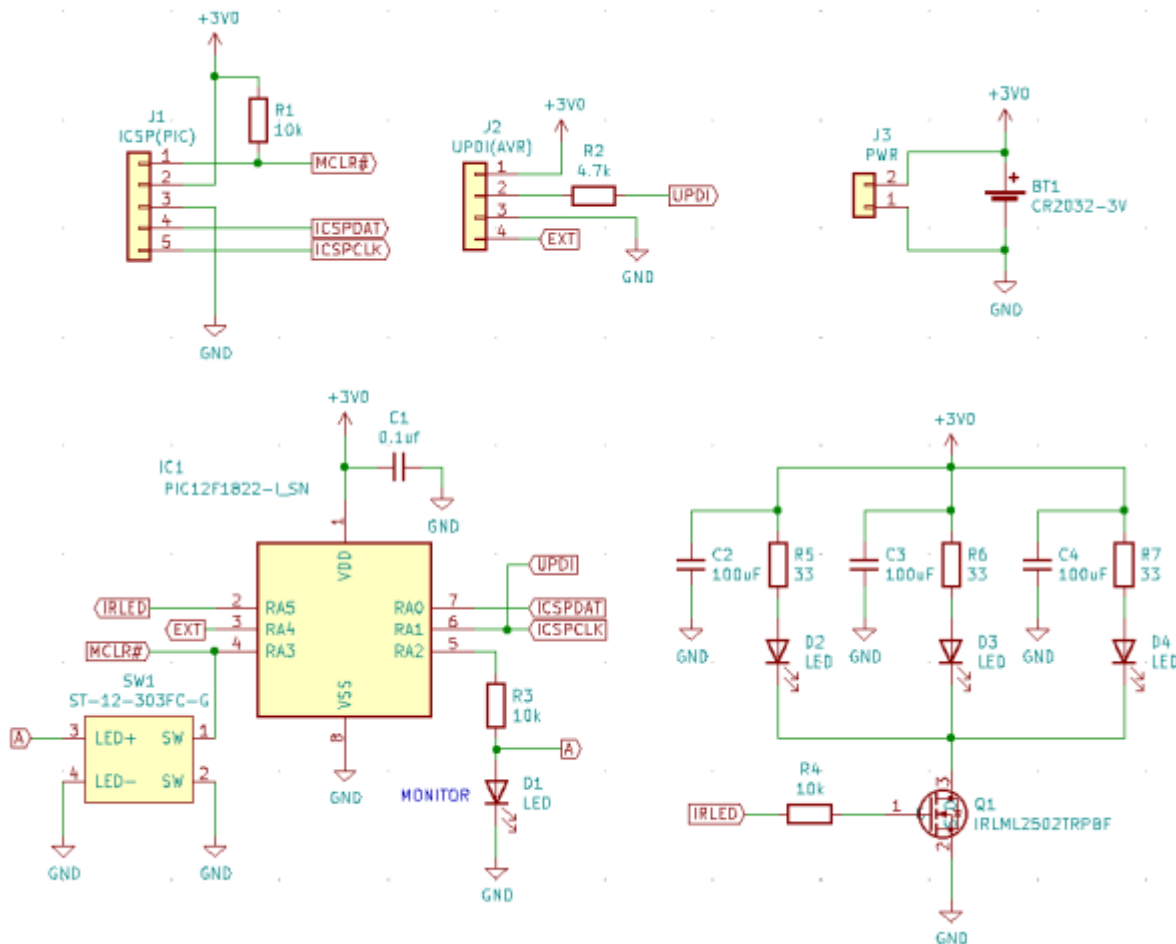 +3V0
J1
ICSP(PIC)
R1
10k
1
2
3
4
5
MCLR#
ICSPDAT
ICSPCLK
GND
+3V0
J2
UPDI(AVR)
R2
4.7k
1
2
3
4
UPDI
EXT
GND
+3V0
J3
PWR
2
1
BT1
CR2032-3V
GND
+3V0
C1
0.1uf
GND
IC1
PIC12F1822-I_SN
1
VDD
IRLED
2
RA5
EXT
3
RA4
MCLR#
4
RA3
RA0
7
ICSPDAT
RA1
6
ICSPCLK
RA2
5
UPDI
VSS
8
GND
SW1
ST-12-303FC-G
A
3
LED+
SW
1
4
LED-
SW
2
GND
GND
R3
10k
A
MONITOR
D1
LED
GND
+3V0
C2
100uF
R5
33
C3
100uF
R6
33
C4
100uF
R7
33
GND
D2
LED
GND
D3
LED
GND
D4
LED
IRLED
R4
10k
1
3
2
Q1
IRLML2502TRPBF
GND